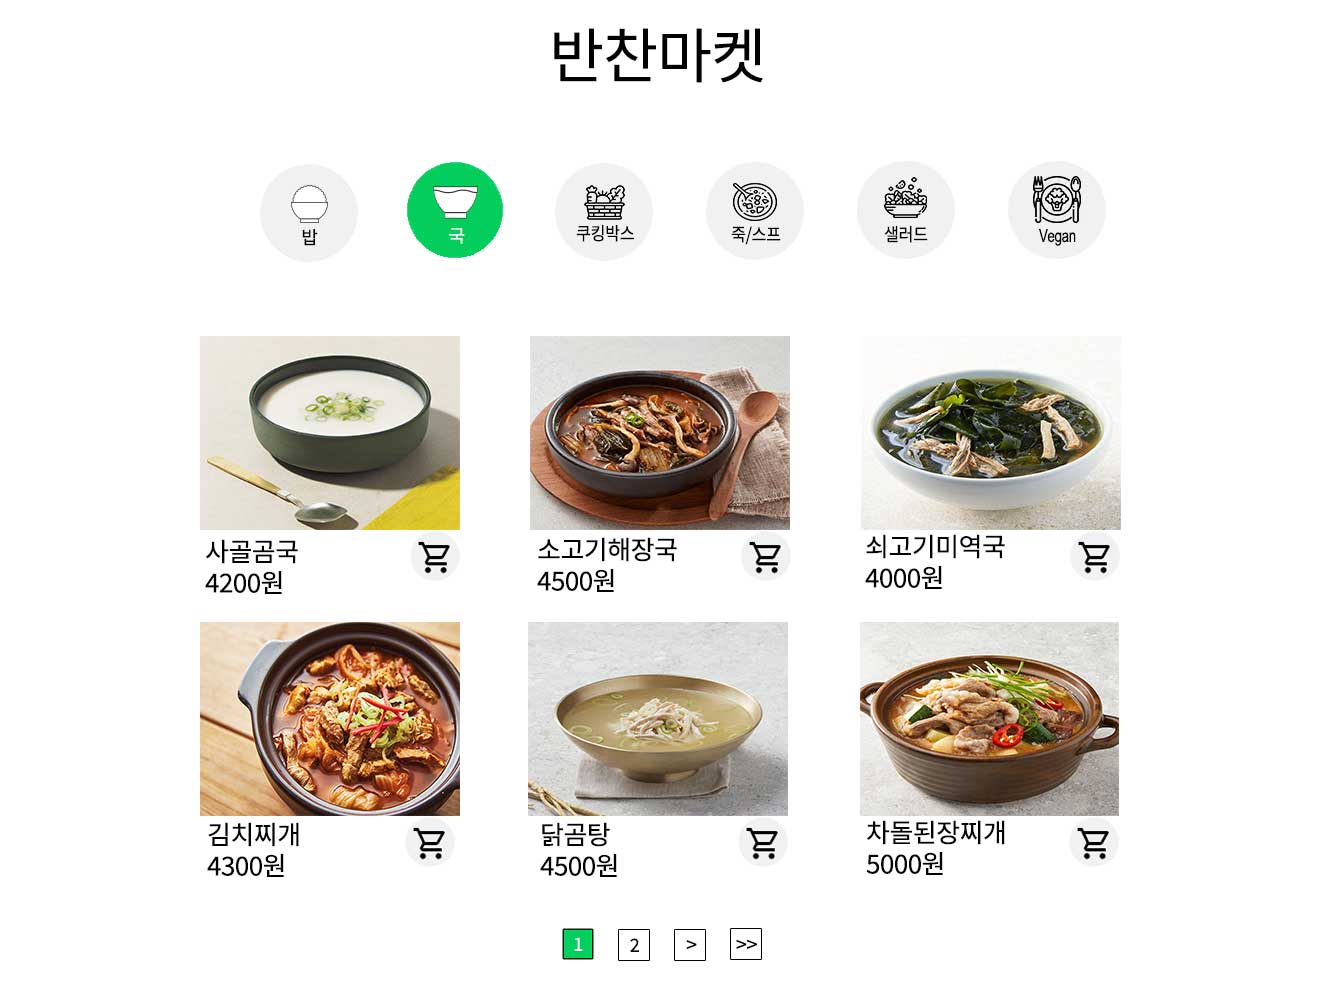 반찬마켓
밥
국
쿠킹박스
죽/스프
샐러드
Vegan
사골곰국
4200원
소고기해장국
4500원
쇠고기미역국
4000원
김치찌개
4300원
닭곰탕
4500원
차돌된장찌개
5000원
1 2 > >>